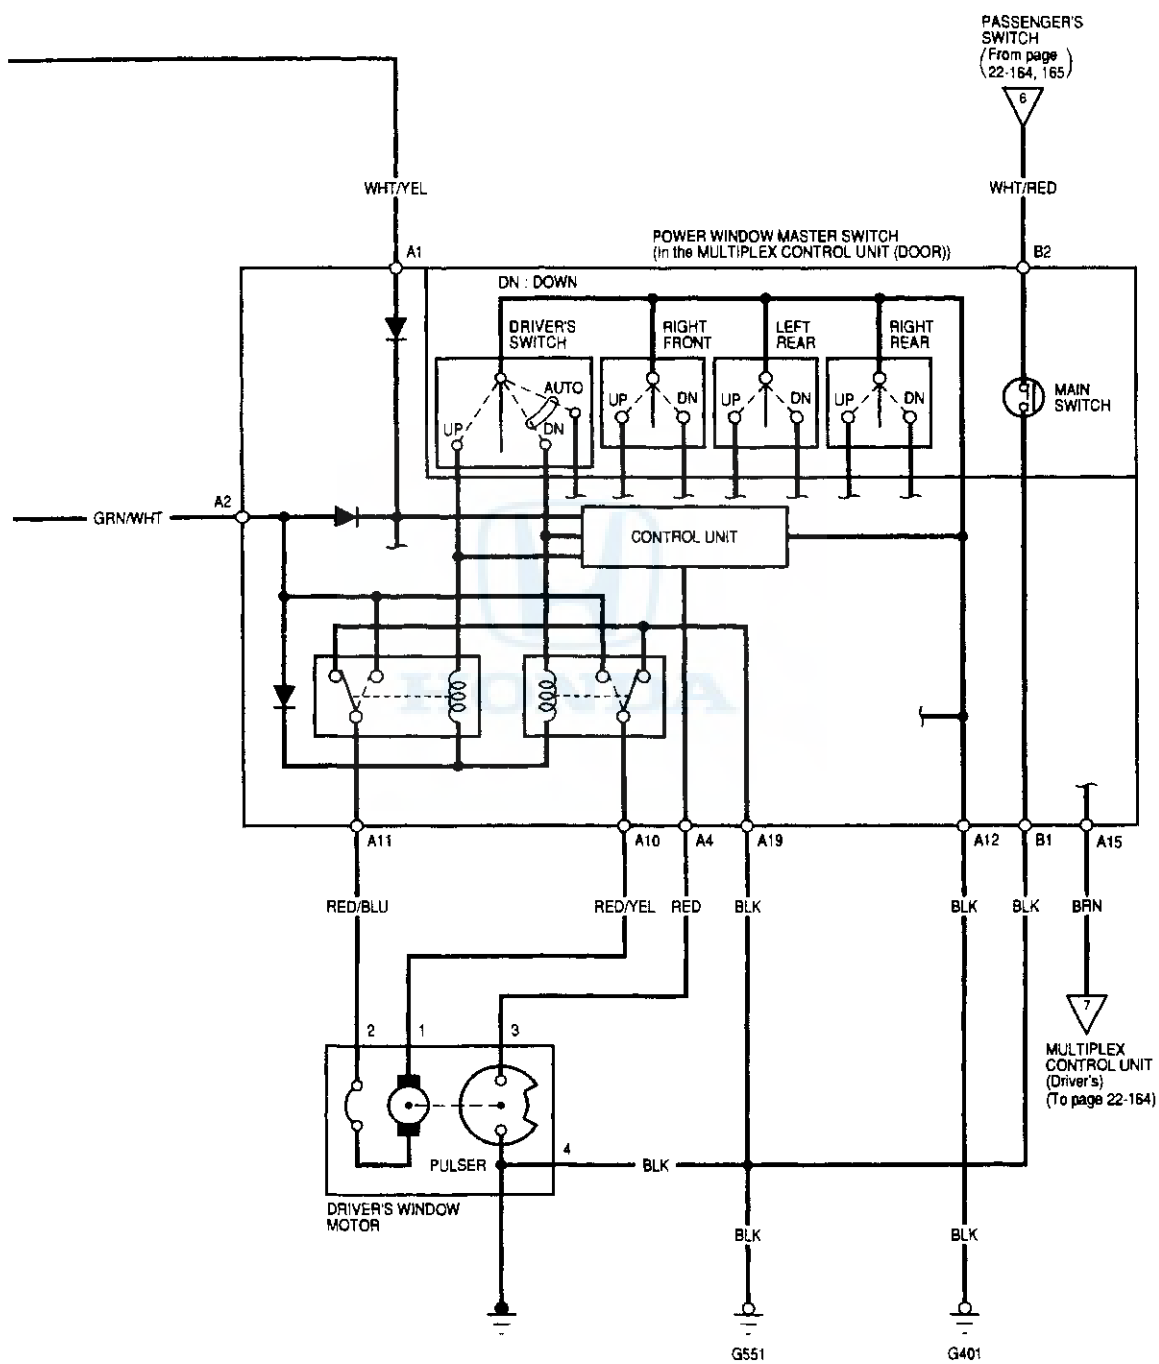 PASSENGER'S
SWITCH
(From page
22-164, 165)
6
WHT/YEL
WHT/RED
POWER WINDOW MASTER SWITCH
(In the MULTIPLEX CONTROL UNIT (DOOR))
A1
B2
DN : DOWN
DRIVER'S
SWITCH
RIGHT
FRONT
LEFT
REAR
RIGHT
REAR
AUTO
UP
DN
UP
DN
UP
DN
UP
DN
MAIN
SWITCH
A2
GRN/WHT
CONTROL UNIT
HONDA
A11
A10
A4
A19
A12
B1
A15
RED/BLU
RED/YEL
RED
BLK
BLK
BLK
BRN
7
MULTIPLEX
CONTROL UNIT
(Driver's)
(To page 22-164)
2
1
3
4
PULSER
BLK
DRIVER'S WINDOW
MOTOR
BLK
BLK
G551
G401